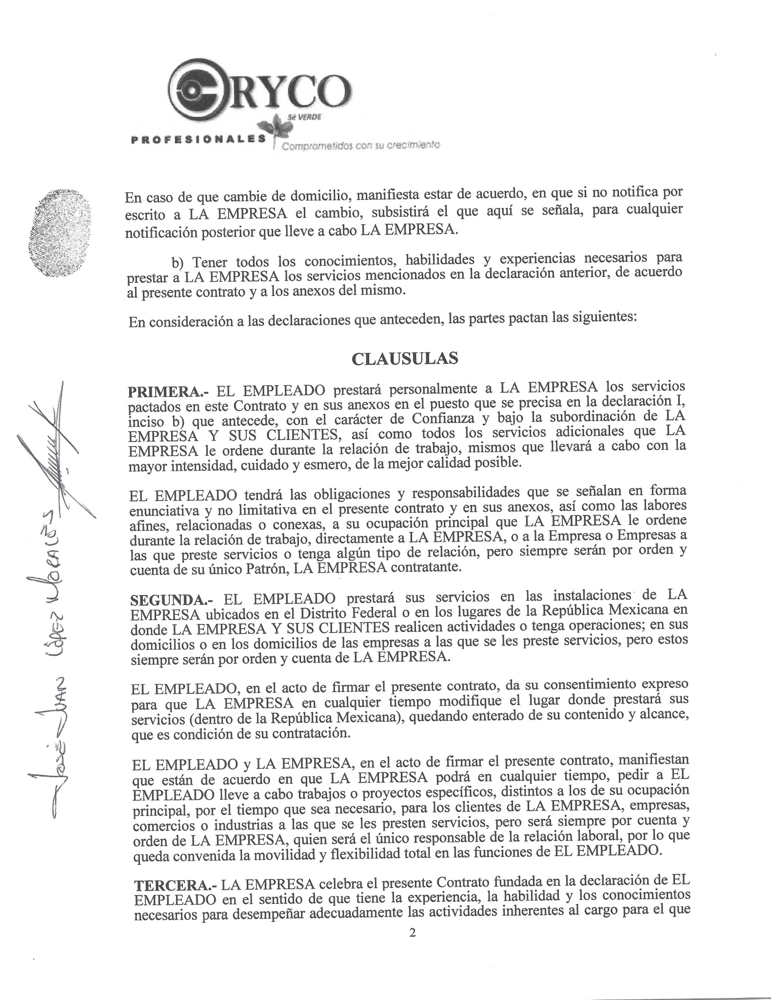 CRYCO
Sé VERDE
PROFESIONALES
Comprometidos con su crecimiento
En caso de que cambie de domicilio, manifiesta estar de acuerdo, en que si no notifica por
escrito a LA EMPRESA el cambio, subsistirá el que aquí se señala, para cualquier
notificación posterior que lleve a cabo LA EMPRESA.
b) Tener todos los conocimientos, habilidades y experiencias necesarios para
prestar a LA EMPRESA los servicios mencionados en la declaración anterior, de acuerdo
al presente contrato y a los anexos del mismo.
En consideración a las declaraciones que anteceden, las partes pactan las siguientes:
CLAUSULAS
PRIMERA.- EL EMPLEADO prestará personalmente a LA EMPRESA los servicios
pactados en este Contrato y en sus anexos en el puesto que se precisa en la declaración I,
inciso b) que antecede, con el carácter de Confianza y bajo la subordinación de LA
EMPRESA Y SUS CLIENTES, así como todos los servicios adicionales que LA
EMPRESA le ordene durante la relación de trabajo, mismos que llevará a cabo con la
mayor intensidad, cuidado y esmero, de la mejor calidad posible.
EL EMPLEADO tendrá las obligaciones y responsabilidades que se señalan en forma
enunciativa y no limitativa en el presente contrato y en sus anexos, así como las labores
afines, relacionadas o conexas, a su ocupación principal que LA EMPRESA le ordene
durante la relación de trabajo, directamente a LA EMPRESA, o a la Empresa o Empresas a
las que preste servicios o tenga algún tipo de relación, pero siempre serán por orden y
cuenta de su único Patrón, LA EMPRESA contratante.
SEGUNDA.- EL EMPLEADO prestará sus servicios en las instalaciones de LA
EMPRESA ubicados en el Distrito Federal o en los lugares de la República Mexicana en
donde LA EMPRESA Y SUS CLIENTES realicen actividades o tenga operaciones; en sus
domicilios o en los domicilios de las empresas a las que se les preste servicios, pero estos
siempre serán por orden y cuenta de LA EMPRESA.
EL EMPLEADO, en el acto de firmar el presente contrato, da su consentimiento expreso
para que LA EMPRESA en cualquier tiempo modifique el lugar donde prestará sus
servicios (dentro de la República Mexicana), quedando enterado de su contenido y alcance,
que es condición de su contratación.
EL EMPLEADO y LA EMPRESA, en el acto de firmar el presente contrato, manifiestan
que están de acuerdo en que LA EMPRESA podrá en cualquier tiempo, pedir a EL
EMPLEADO lleve a cabo trabajos o proyectos específicos, distintos a los de su ocupación
principal, por el tiempo que sea necesario, para los clientes de LA EMPRESA, empresas,
comercios o industrias a las que se les presten servicios, pero será siempre por cuenta y
orden de LA EMPRESA, quien será el único responsable de la relación laboral, por lo que
queda convenida la movilidad y flexibilidad total en las funciones de EL EMPLEADO.
TERCERA.- LA EMPRESA celebra el presente Contrato fundada en la declaración de EL
EMPLEADO en el sentido de que tiene la experiencia, la habilidad y los conocimientos
necesarios para desempeñar adecuadamente las actividades inherentes al cargo para el que
2
JOSÉ JUAN LÓPEZ MORALES